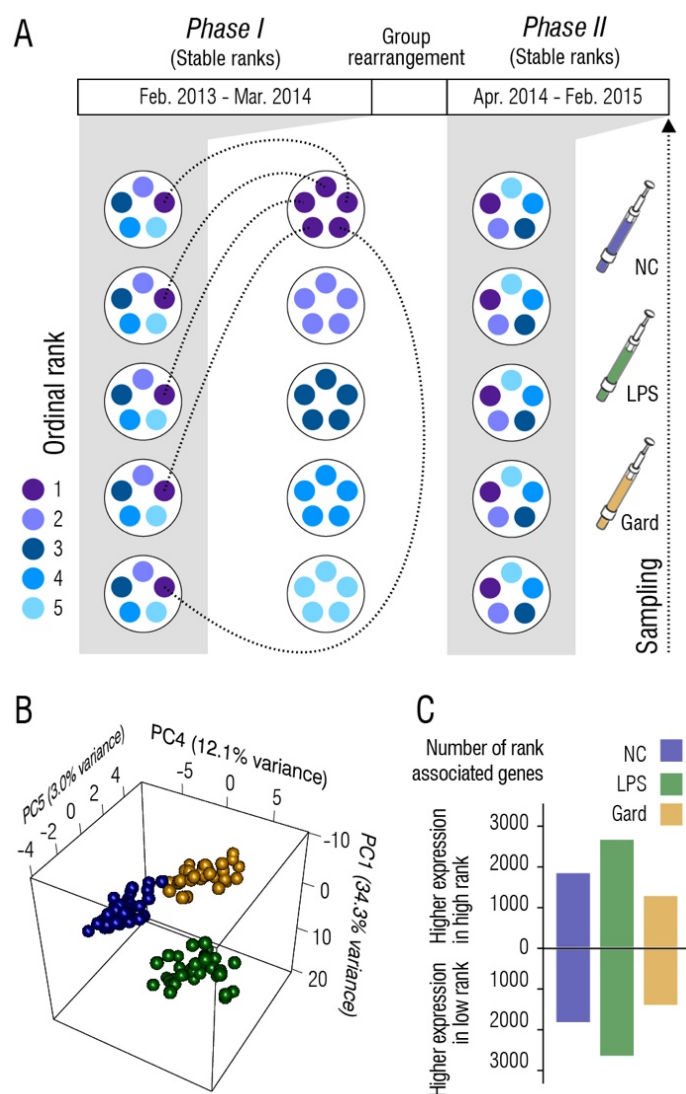 A
Phase I
(Stable ranks)
Group
rearrangement
Phase II
(Stable ranks)
Feb. 2013 - Mar. 2014
Apr. 2014 - Feb. 2015
Ordinal rank
1
2
3
4
5
NC
LPS
Gard
Sampling
B
PC5 (3.0% variance)
-4
-2
0
2
4
PC4 (12.1% variance)
-5
0
5
PC1 (34.3% variance)
-10
0
10
20
C
Number of rank
associated genes
NC
LPS
Gard
Higher expression
in high rank
Higher expression
in low rank
3000
2000
1000
0
1000
2000
3000